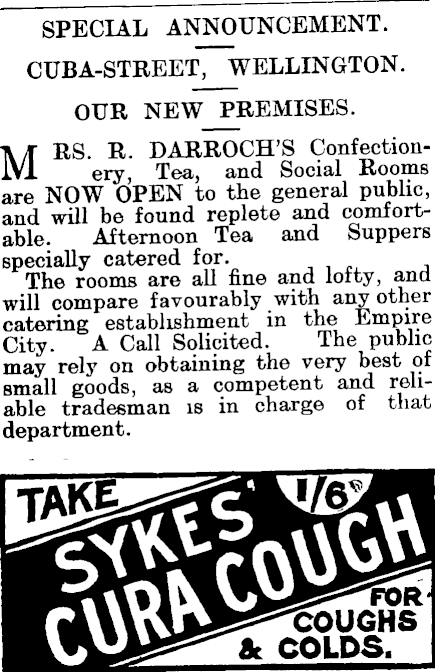 SPECIAL ANNOUNCEMENT.
CUBA-STREET, WELLINGTON.
OUR NEW PREMISES.
MRS. R. DARROCH'S Confection-
ery, Tea, and Social Rooms
are NOW OPEN to the general public,
and will be found replete and comfort-
able. Afternoon Tea and Suppers
specially catered for.
The rooms are all fine and lofty, and
will compare favourably with any other
catering establishment in the Empire
City. A Call Solicited. The public
may rely on obtaining the very best of
small goods, as a competent and reli-
able tradesman is in charge of that
department.
TAKE
SYKES' 1/6
CURA COUGH
FOR
COUGHS
& COLDS.